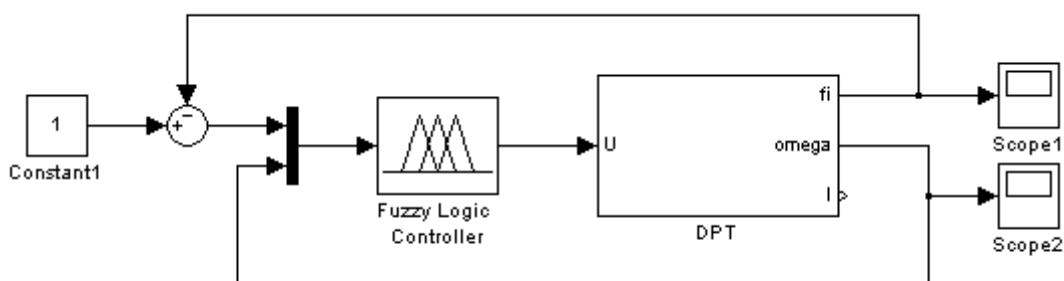 1
Constant1
+
−
Fuzzy Logic
Controller
U
fi
omega
I
DPT
Scope1
Scope2